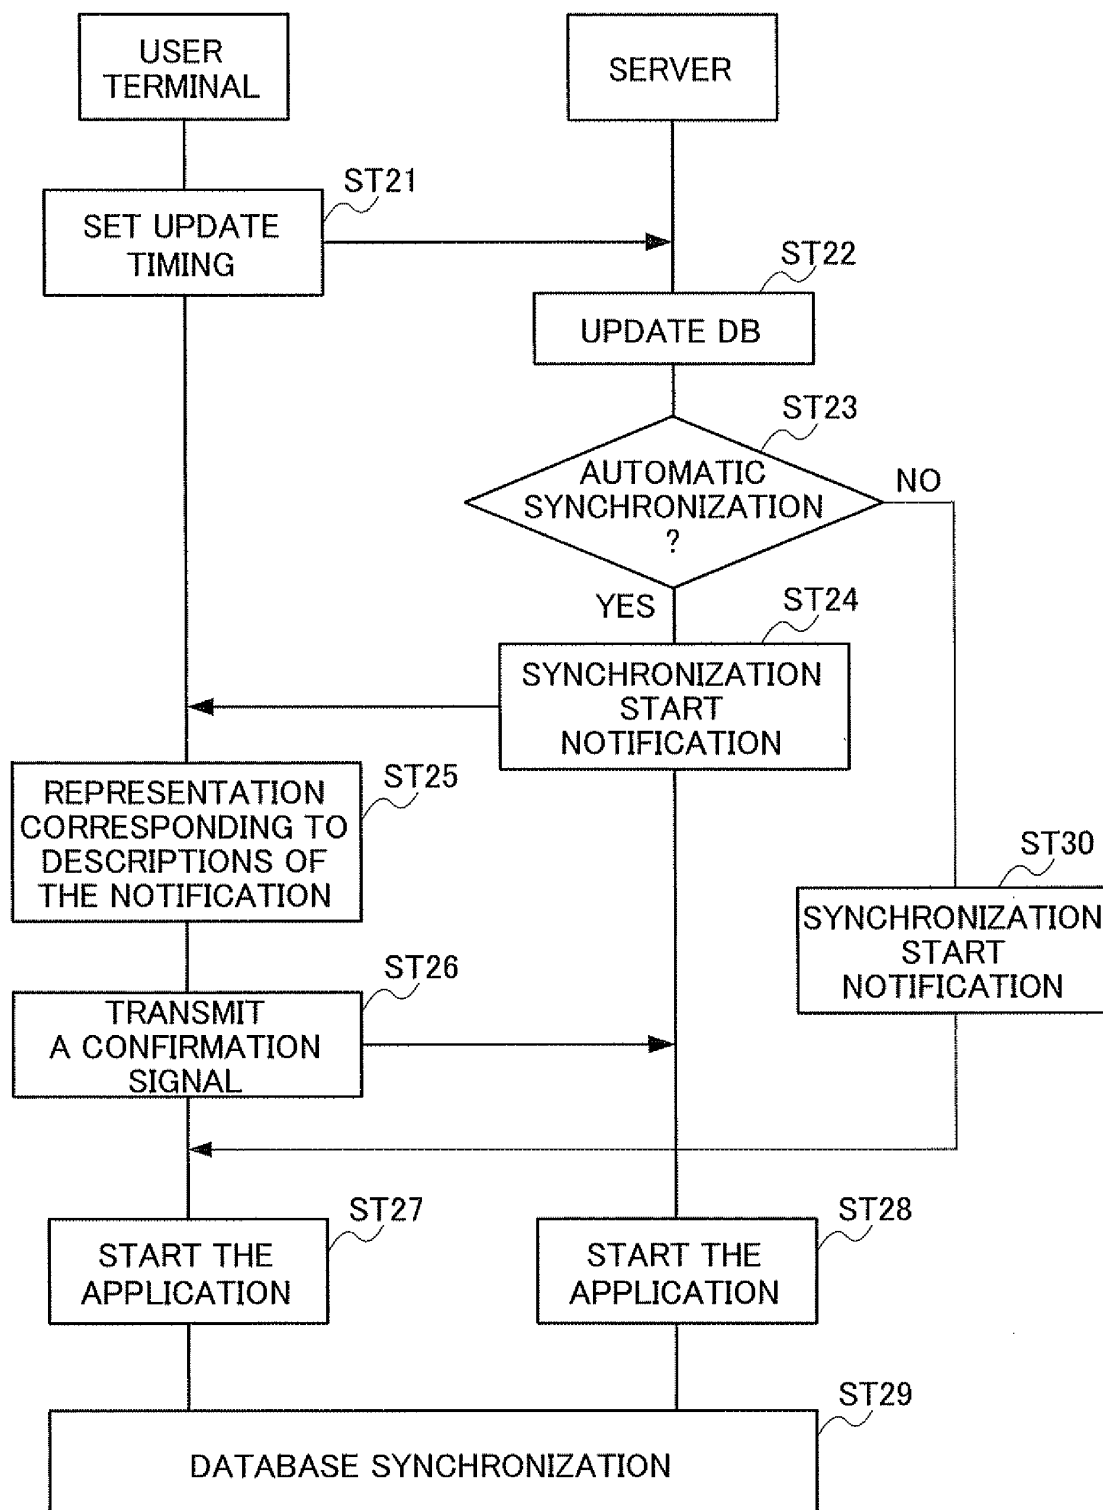 USER
TERMINAL
SERVER
ST21
SET UPDATE
TIMING
ST22
UPDATE DB
ST23
AUTOMATIC
SYNCHRONIZATION
?
NO
YES
ST24
SYNCHRONIZATION
START
NOTIFICATION
ST25
REPRESENTATION
CORRESPONDING TO
DESCRIPTIONS OF
THE NOTIFICATION
ST30
SYNCHRONIZATION
START
NOTIFICATION
ST26
TRANSMIT
A CONFIRMATION
SIGNAL
ST27
START THE
APPLICATION
ST28
START THE
APPLICATION
ST29
DATABASE SYNCHRONIZATION